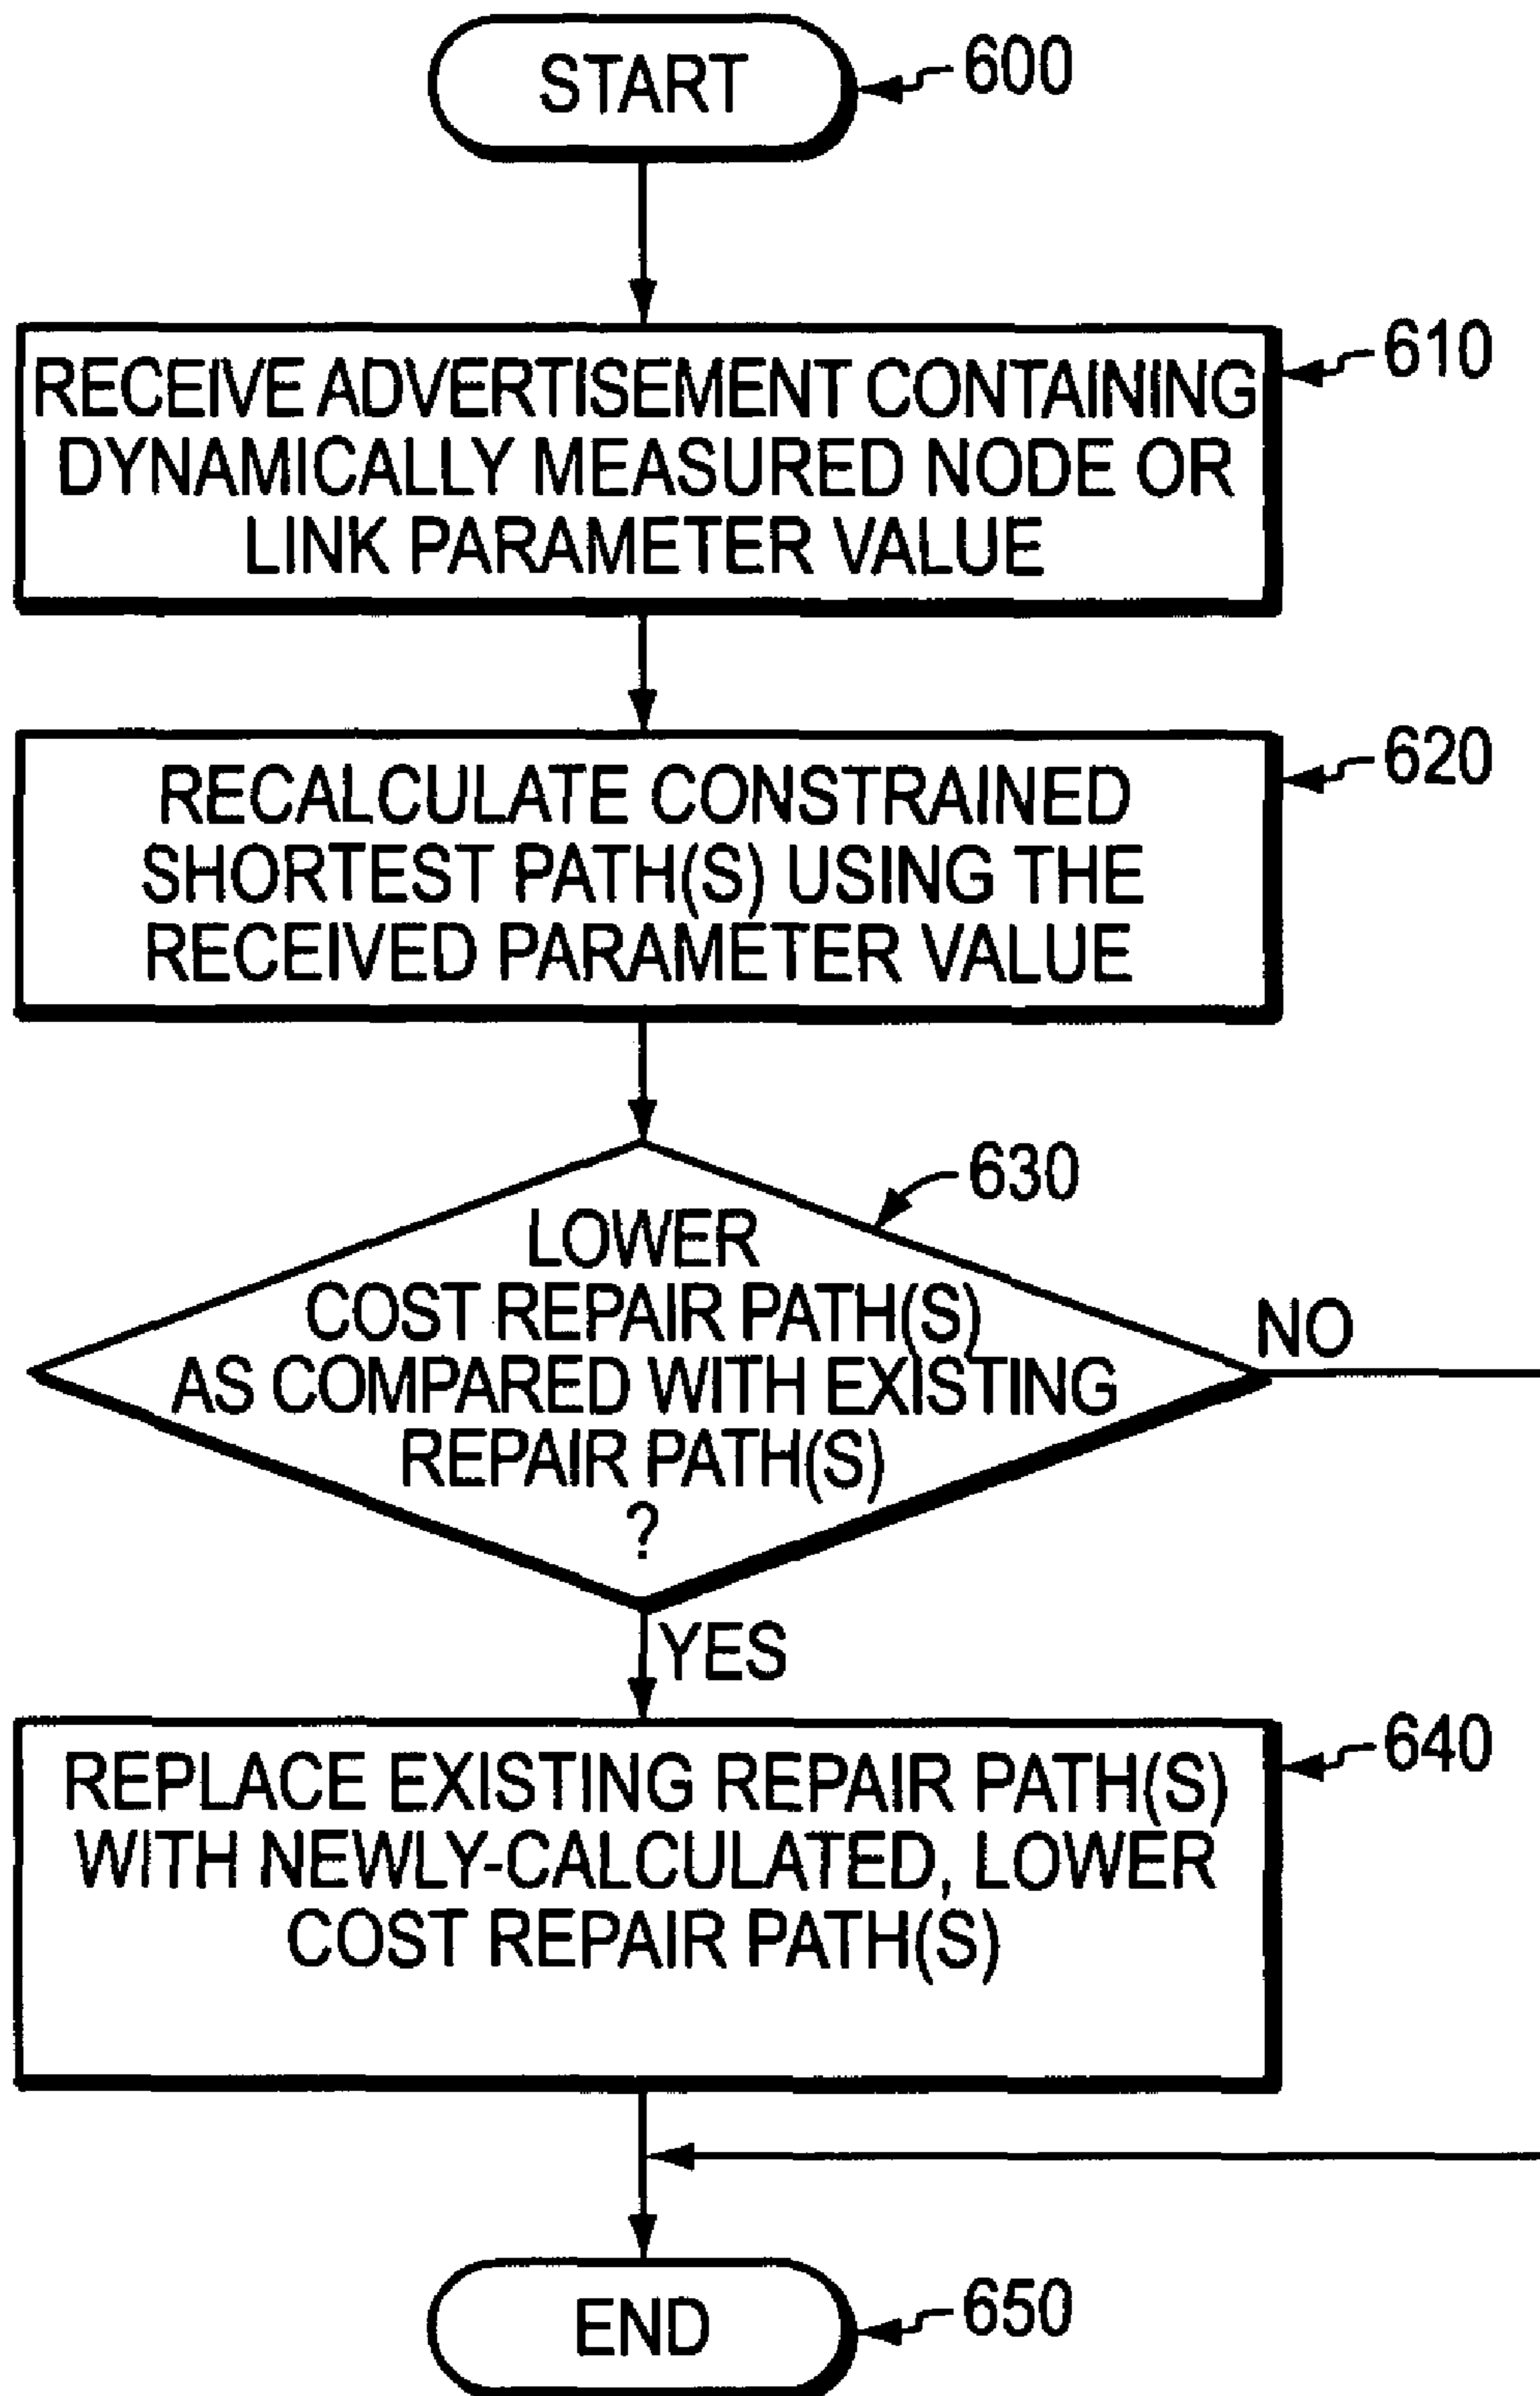 START
600
RECEIVE ADVERTISEMENT CONTAINING
DYNAMICALLY MEASURED NODE OR
LINK PARAMETER VALUE
610
RECALCULATE CONSTRAINED
SHORTEST PATH(S) USING THE
RECEIVED PARAMETER VALUE
620
630
LOWER
COST REPAIR PATH(S)
AS COMPARED WITH EXISTING
REPAIR PATH(S)
?
NO
YES
REPLACE EXISTING REPAIR PATH(S)
WITH NEWLY-CALCULATED, LOWER
COST REPAIR PATH(S)
640
END
650